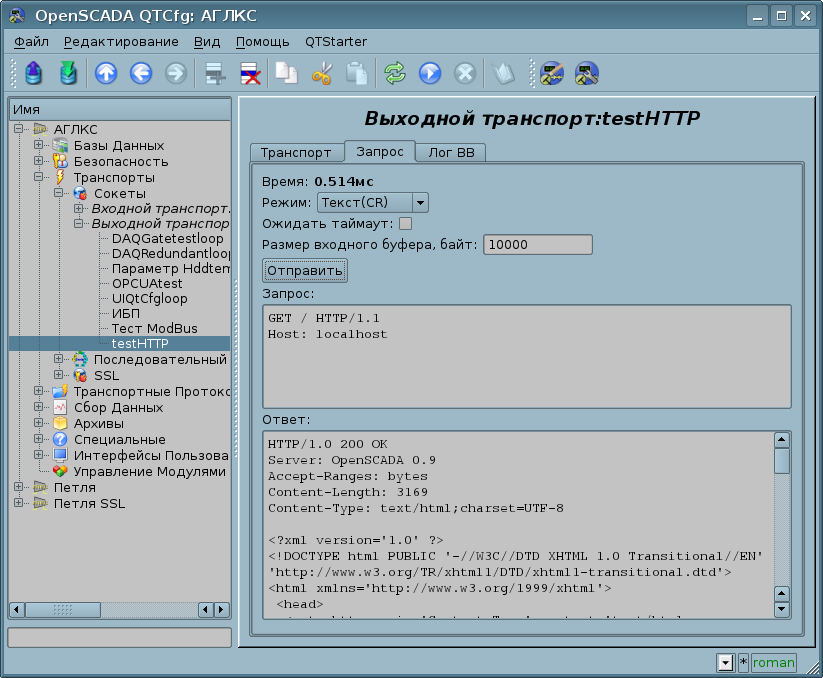 OpenSCADA QTCfg: АГЛКС
Файл Редактирование Вид Помощь QTStarter
Имя
АГЛКС
Базы Данных
Безопасность
Транспорты
Сокеты
Входной транспорт.
Выходной транспор
DAQGatetestloop
DAQRedundantloop
Параметр Hddtem
OPCUAtest
UIQtCfgloop
ИБП
Тест ModBus
testHTTP
Последовательный
SSL
Транспортные Проток
Сбор Данных
Архивы
Специальные
Интерфейсы Пользова
Управление Модулями
Петля
Петля SSL
Выходной транспорт:testHTTP
Транспорт Запрос Лог ВВ
Время: 0.514мс
Режим: Текст(CR)
Ожидать таймаут:
Размер входного буфера, байт: 10000
Отправить
Запрос:
GET / HTTP/1.1
Host: localhost
Ответ:
HTTP/1.0 200 OK
Server: OpenSCADA 0.9
Accept-Ranges: bytes
Content-Length: 3169
Content-Type: text/html;charset=UTF-8
<?xml version='1.0' ?>
<!DOCTYPE html PUBLIC '-//W3C//DTD XHTML 1.0 Transitional//EN'
'http://www.w3.org/TR/xhtml1/DTD/xhtml1-transitional.dtd'>
<html xmlns='http://www.w3.org/1999/xhtml'>
<head>
* roman